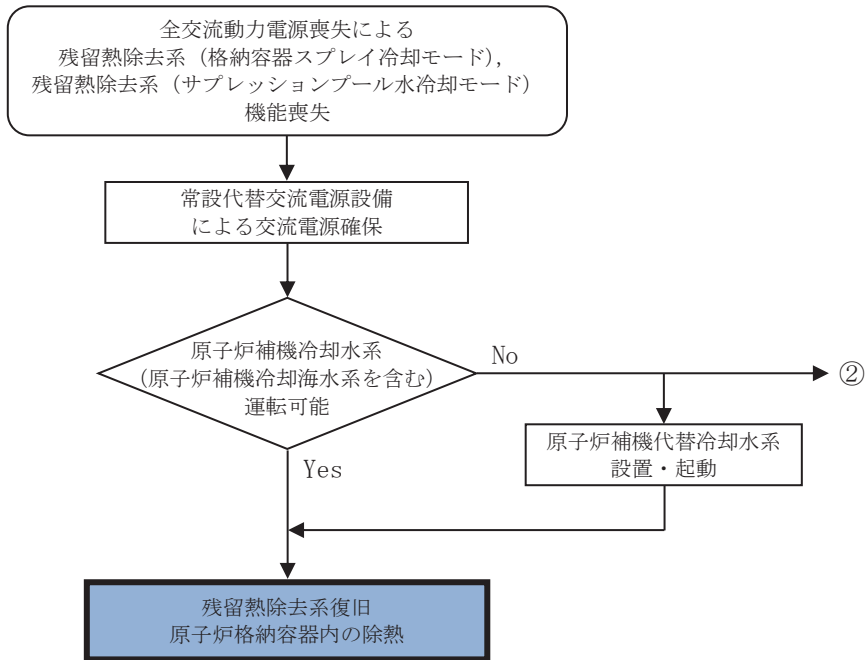 全交流動力電源喪失による
残留熱除去系（格納容器スプレイ冷却モード），
残留熱除去系（サプレッションプール水冷却モード）
機能喪失
常設代替交流電源設備
による交流電源確保
原子炉補機冷却水系
（原子炉補機冷却海水系を含む）
運転可能
No
②
原子炉補機代替冷却水系
設置・起動
Yes
残留熱除去系復旧
原子炉格納容器内の除熱